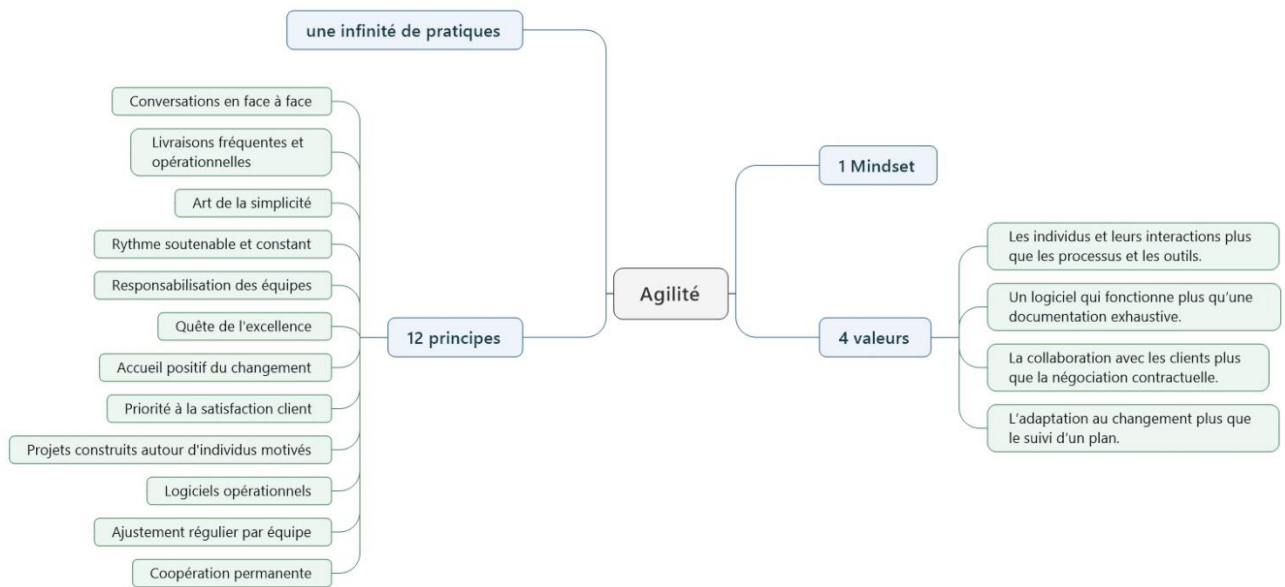 une infinité de pratiques
Conversations en face à face
Livraisons fréquentes et
opérationnelles
Art de la simplicité
Rythme soutenable et constant
Responsabilisation des équipes
Quête de l'excellence
Accueil positif du changement
Priorité à la satisfaction client
Projets construits autour d'individus motivés
Logiciels opérationnels
Ajustement régulier par équipe
Coopération permanente
12 principes
Agilité
1 Mindset
4 valeurs
Les individus et leurs interactions plus
que les processus et les outils.
Un logiciel qui fonctionne plus qu’une
documentation exhaustive.
La collaboration avec les clients plus
que la négociation contractuelle.
L’adaptation au changement plus que
le suivi d’un plan.